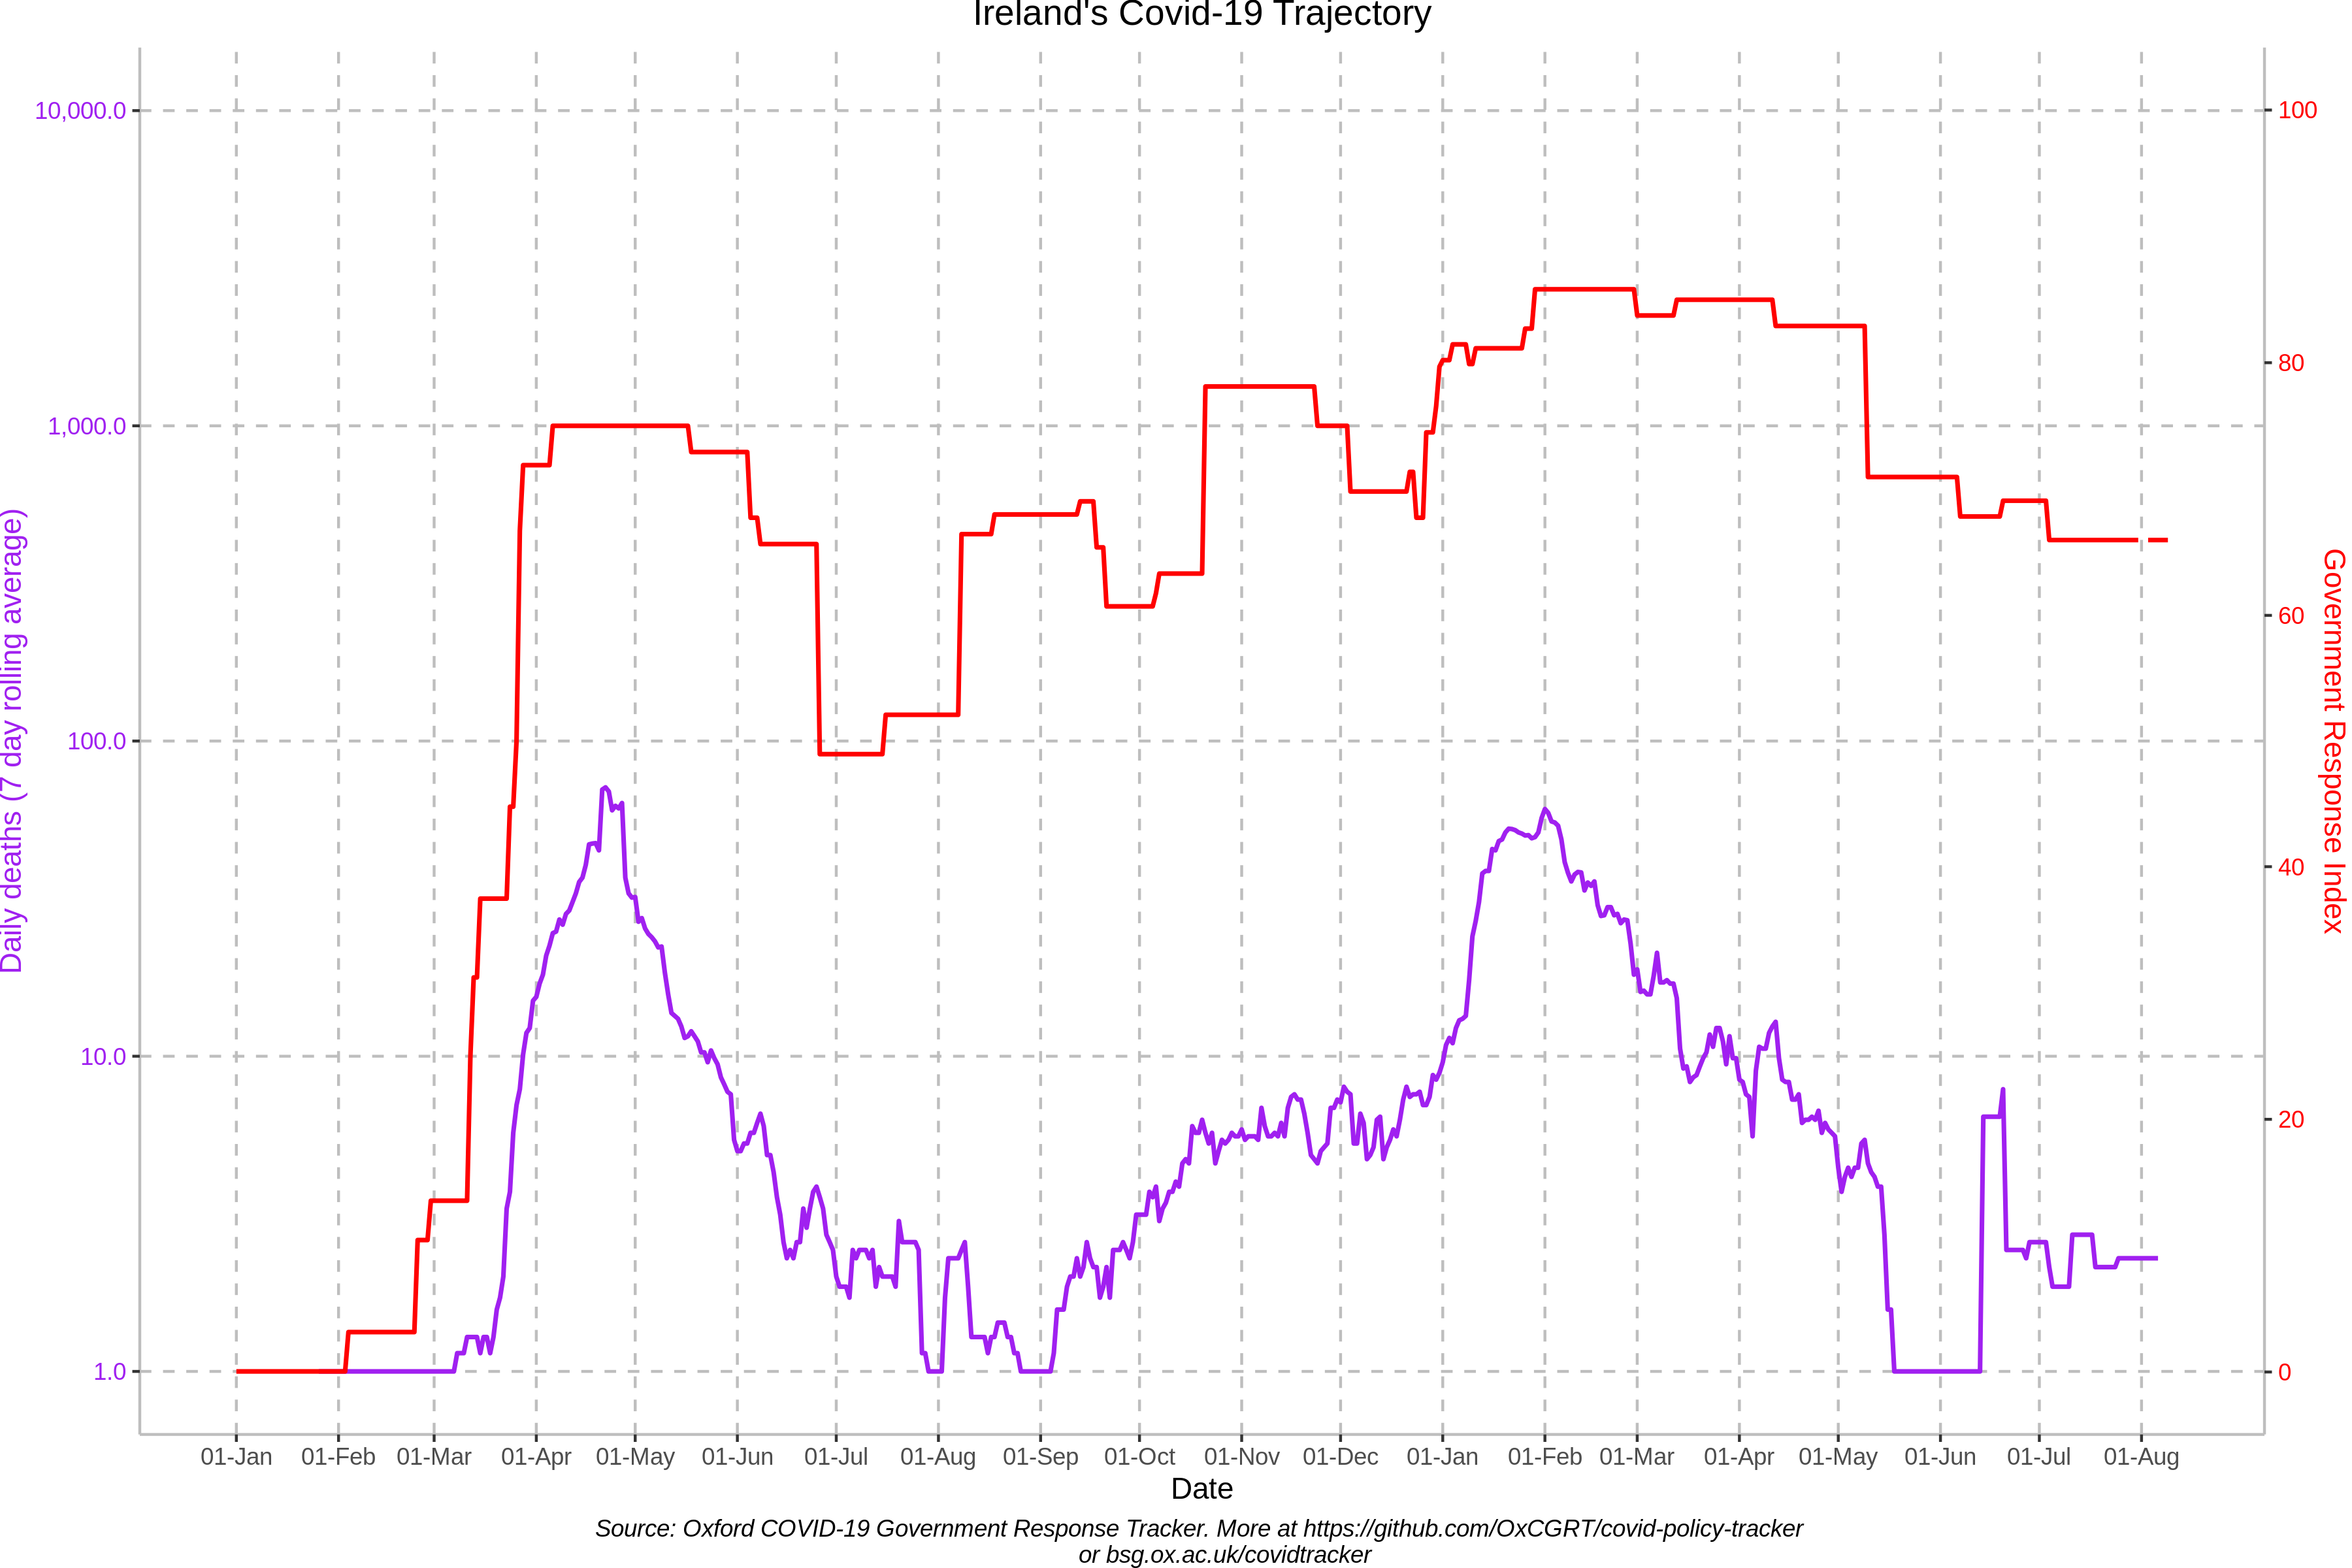 Ireland's Covid-19 Trajectory
10,000.0
1,000.0
100.0
10.0
1.0
Daily deaths (7 day rolling average)
100
80
60
40
20
0
Government Response Index
01-Jan 01-Feb 01-Mar 01-Apr 01-May 01-Jun 01-Jul 01-Aug 01-Sep 01-Oct 01-Nov 01-Dec 01-Jan 01-Feb 01-Mar 01-Apr 01-May 01-Jun 01-Jul 01-Aug
Date
Source: Oxford COVID-19 Government Response Tracker. More at https://github.com/OxCGRT/covid-policy-tracker
or bsg.ox.ac.uk/covidtracker